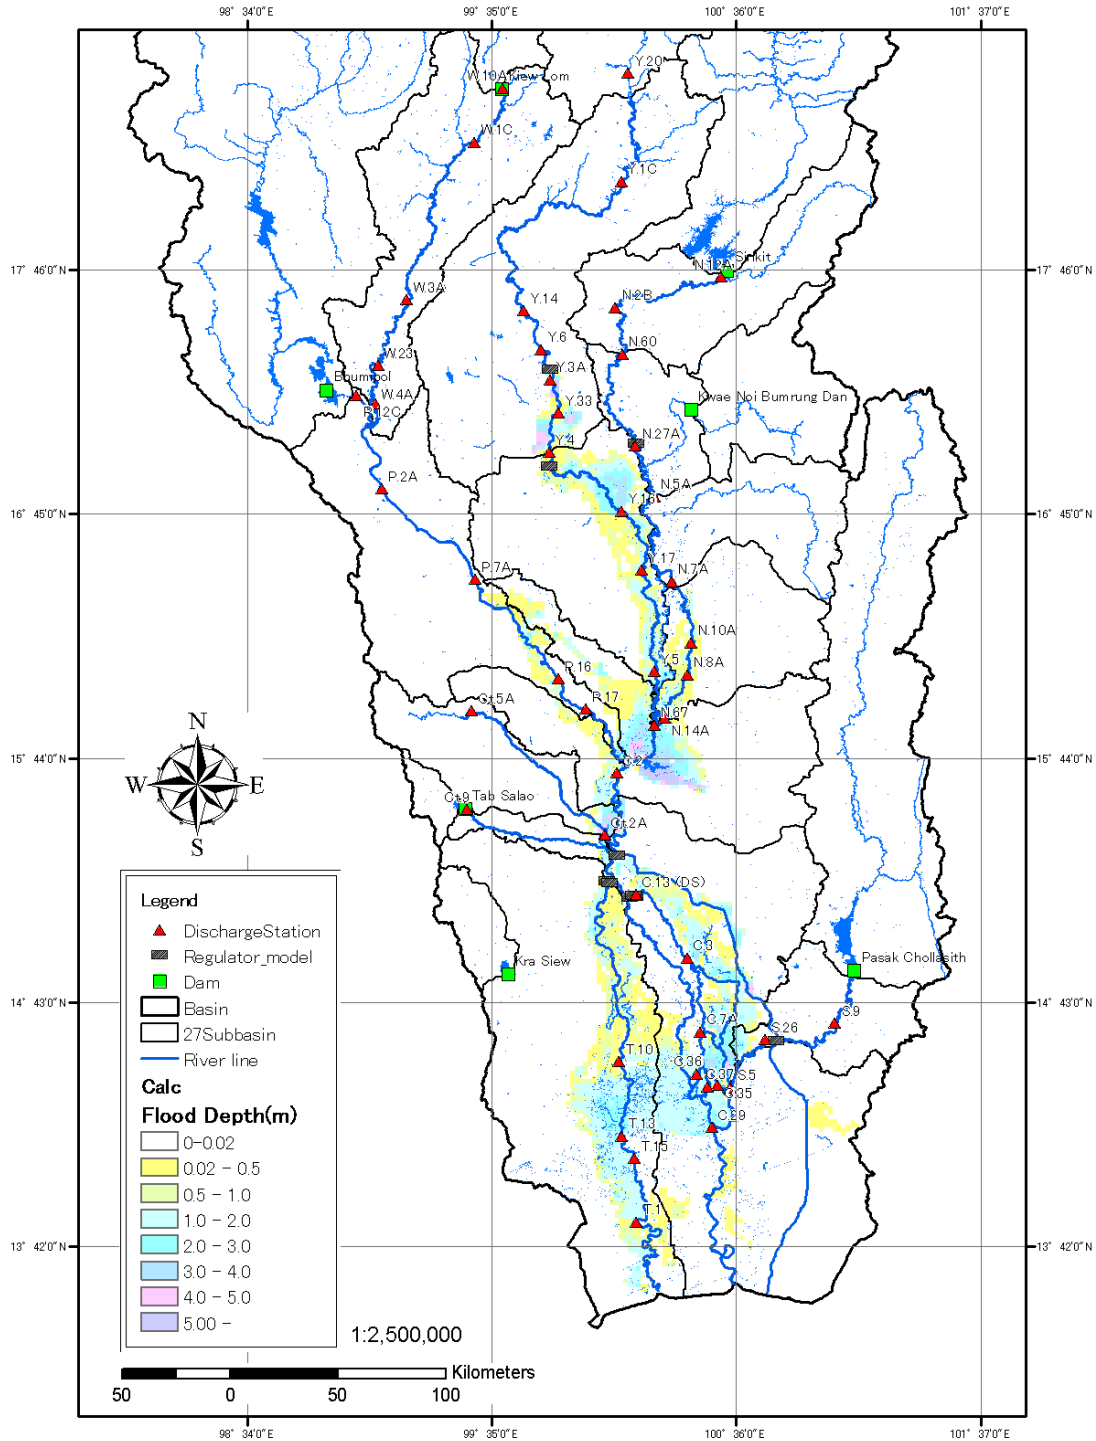 98° 34'0"E 99° 35'0"E 100° 36'0"E 101° 37'0"E
Y.20
W.10A Kiew Lom
W.1C
Y.1C
17° 46'0"N 17° 46'0"N
Sirikit
N.12A
W.3A
N.2B
Y.14
Y.6
N.60
W.23
Y.3A
Boumibol
W.4A
Kwae Noi Bumrung Dan
P.12C
Y.33
N.27A
Y.4
P.2A
N.5A
Y.16
16° 45'0"N 16° 45'0"N
Y.17
P.7A
N.7A
N.10A
P.16
Y.5
N.8A
Ct.5A
P.17
N.67
N.14A
N
W E
S
15° 44'0"N 15° 44'0"N
C.2
Ct9 Tab Salao
Ct.2A
C.13(DS)
C.3
Kra Siew
Pasak Chollasith
14° 43'0"N 14° 43'0"N
C.7A
S.26
S.9
T.10
C.36
C.37
S.5
C.35
C.29
T.13
T.15
T.1
13° 42'0"N 13° 42'0"N
Legend
DischargeStation
Regulator_model
Dam
Basin
27Subbasin
River line
Calc
Flood Depth(m)
0-0.02
0.02 - 0.5
0.5 - 1.0
1.0 - 2.0
2.0 - 3.0
3.0 - 4.0
4.0 - 5.0
5.00 -
1:2,500,000
Kilometers
50 0 50 100
98° 34'0"E 99° 35'0"E 100° 36'0"E 101° 37'0"E